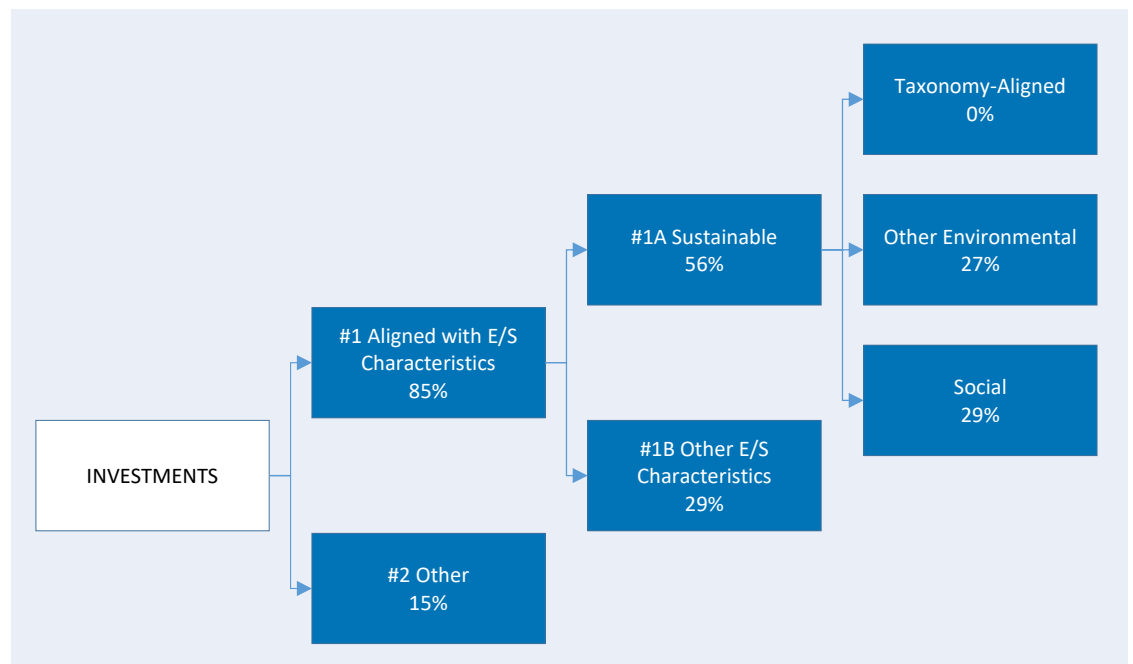 INVESTMENTS
#1 Aligned with E/S
Characteristics
85%
#2 Other
15%
#1A Sustainable
56%
#1B Other E/S
Characteristics
29%
Taxonomy-Aligned
0%
Other Environmental
27%
Social
29%